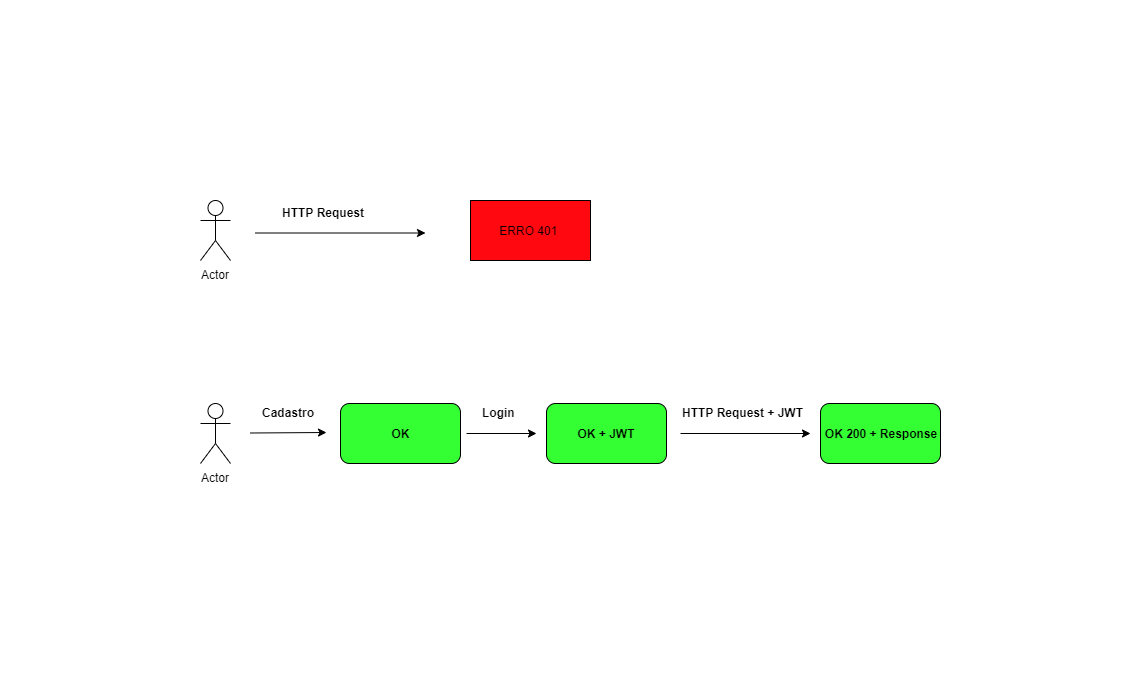 HTTP Request
ERRO 401
Actor
Cadastro
OK
Login
OK + JWT
HTTP Request + JWT
OK 200 + Response
Actor